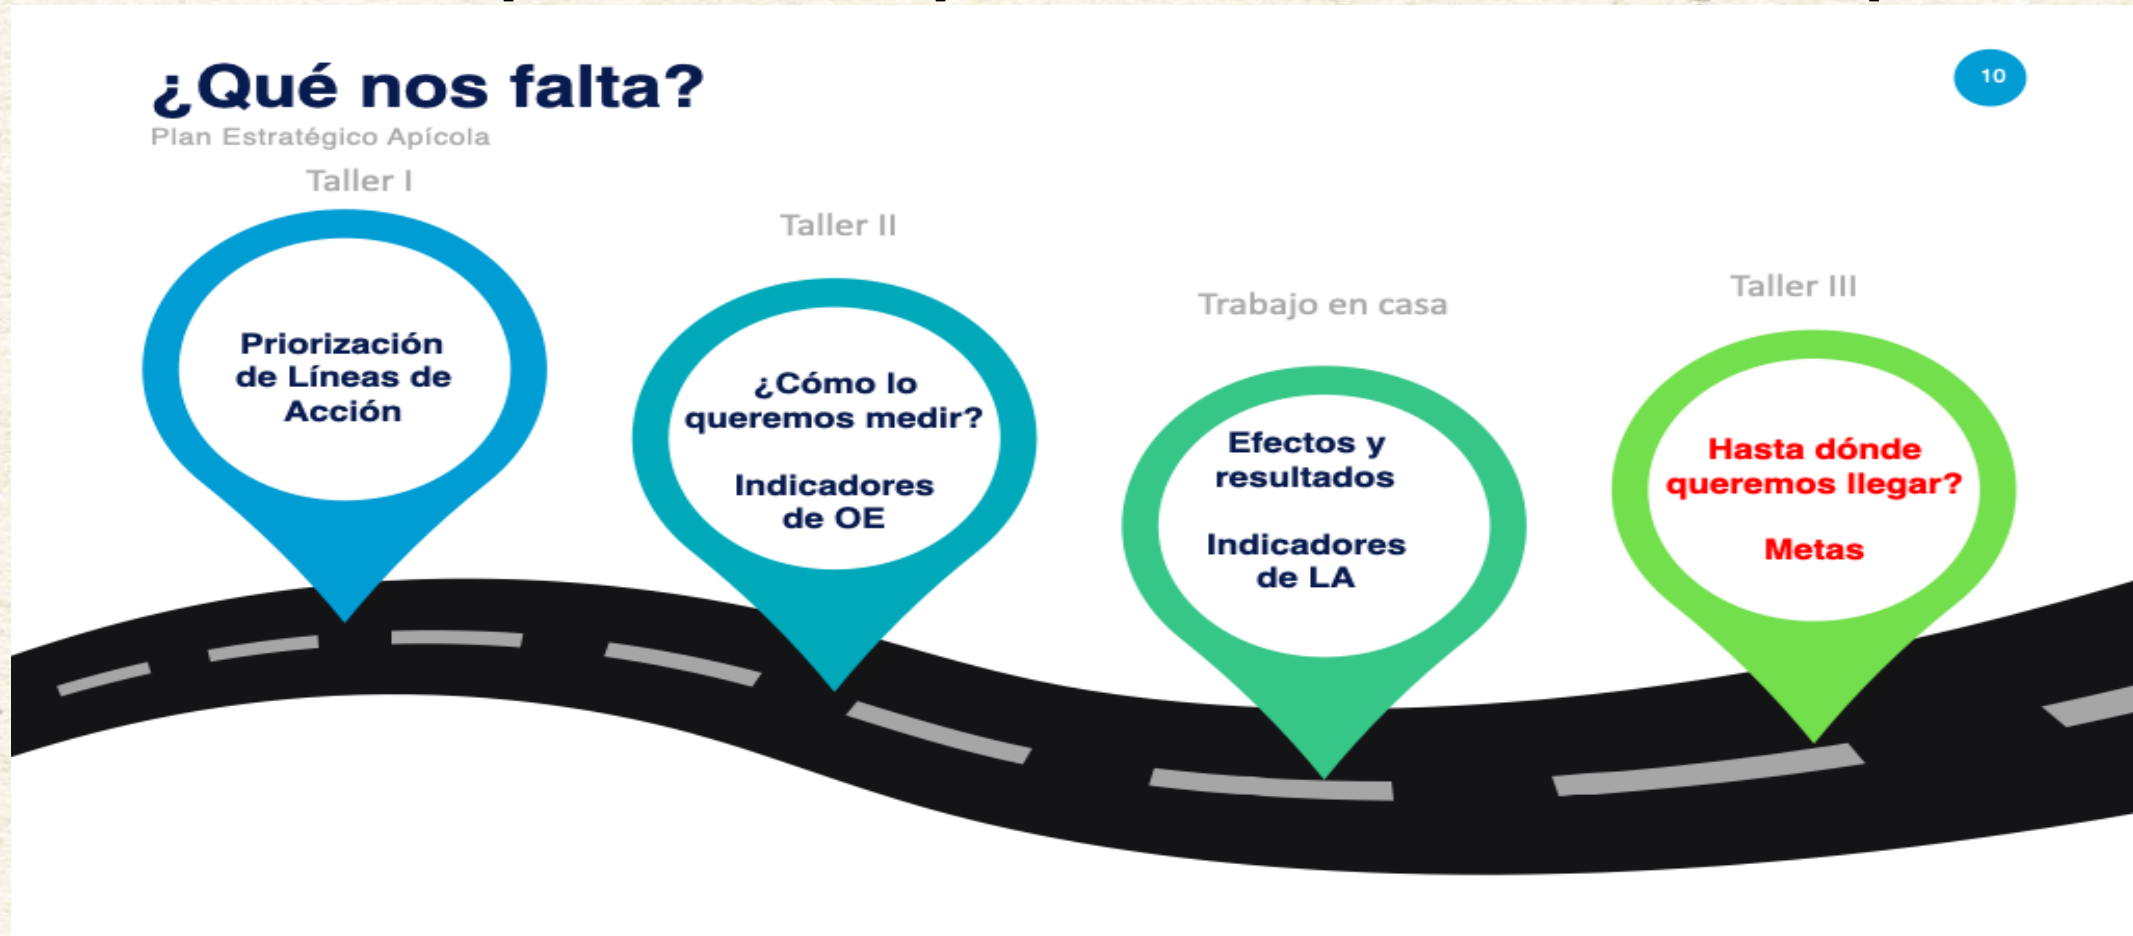 ¿Qué nos falta?
10
Plan Estratégico Apícola
Taller I
Priorización
de Líneas de
Acción
Taller II
¿Cómo lo
queremos medir?
Indicadores
de OE
Trabajo en casa
Efectos y
resultados
Indicadores
de LA
Taller III
Hasta dónde
queremos llegar?
Metas